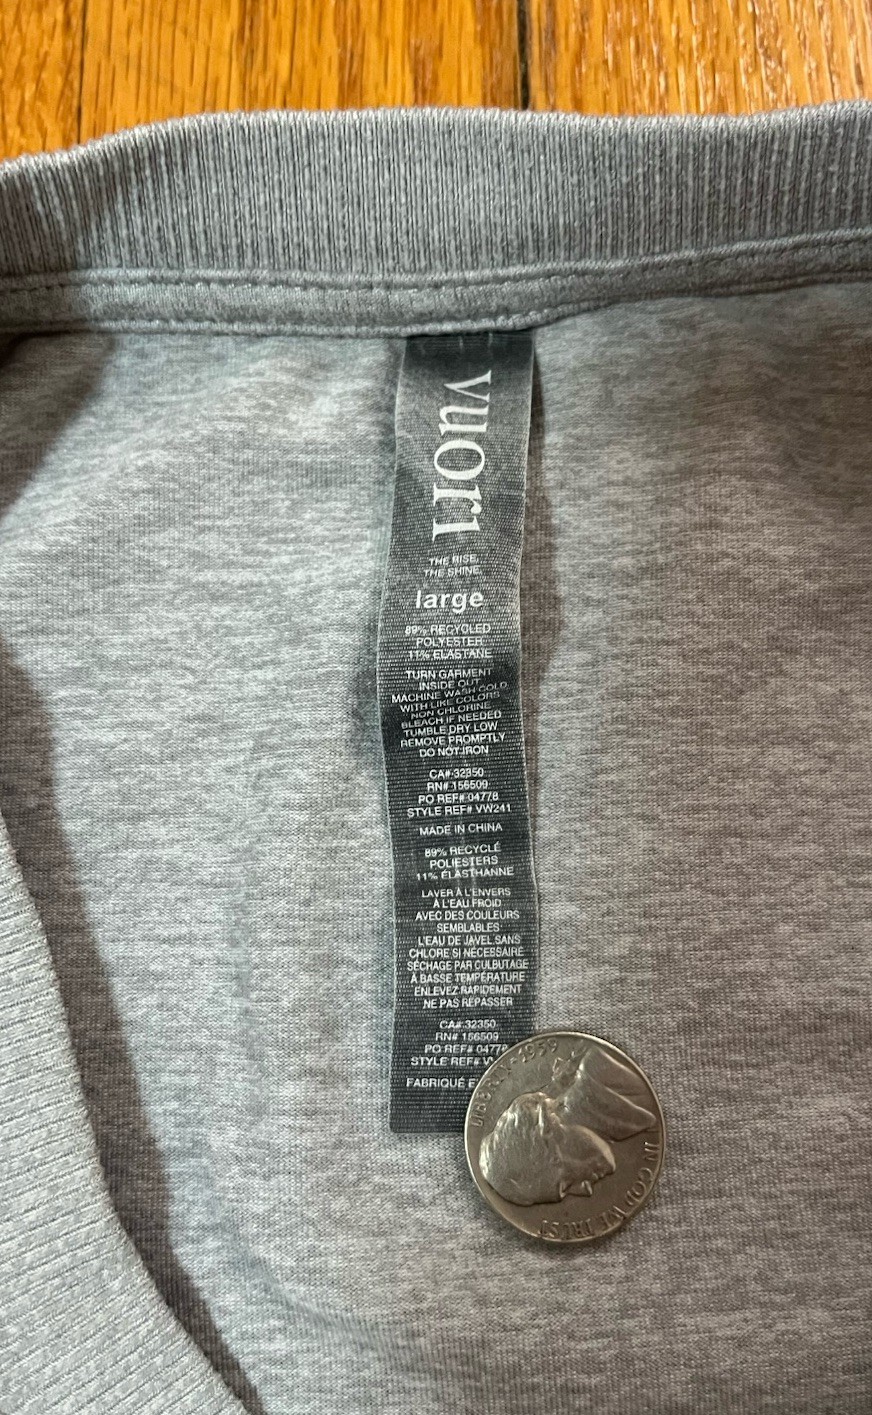 vuori
THE RISE.
THE SHINE.
large
89% RECYCLED
POLYESTER
11% ELASTANE
TURN GARMENT
INSIDE OUT
MACHINE WASH COLD
WITH LIKE COLORS
NON CHLORINE
BLEACH IF NEEDED
TUMBLE DRY LOW
REMOVE PROMPTLY
DO NOT IRON
CA# 32350
RN# 156509
PO REF# 04778
STYLE REF# VW241
MADE IN CHINA
89% RECYCLÉ
POLIESTERS
11% ÉLASTHANNE
LAVER À L'ENVERS
À L'EAU FROID
AVEC DES COULEURS
SEMBLABLES
L'EAU DE JAVEL SANS
CHLORE SI NÉCESSAIRE
SÉCHAGE PAR CULBUTAGE
À BASSE TEMPÉRATURE
ENLEVEZ RAPIDEMENT
NE PAS REPASSER
CA# 32350
RN# 156509
PO REF# 04778
STYLE REF# V
FABRIQUÉ E
LIBERTY 1959
IN GOD WE TRUST